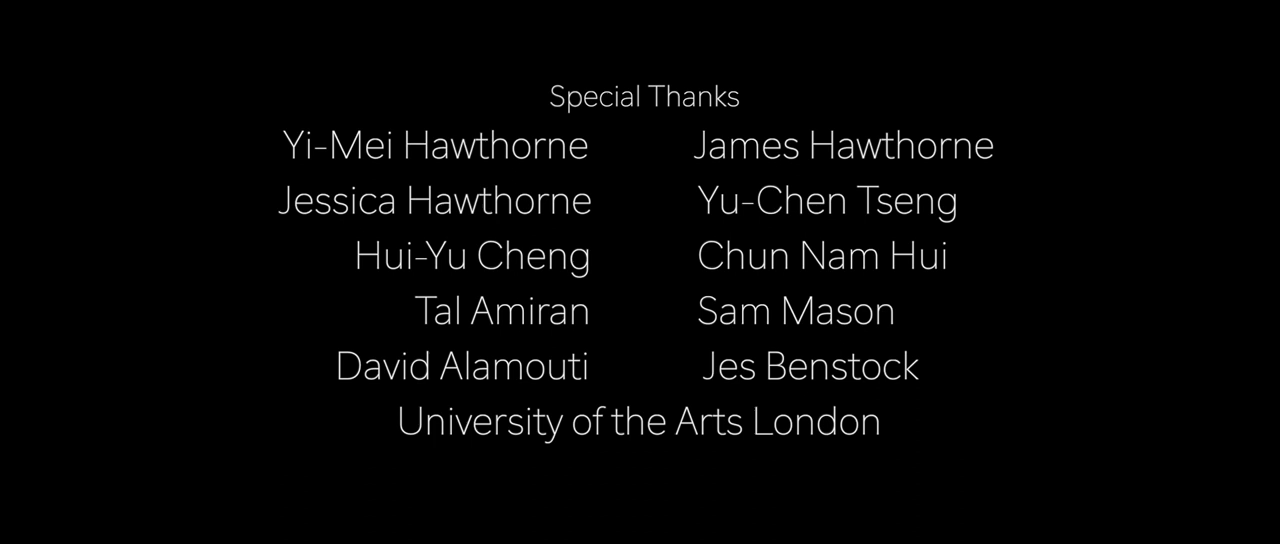 Special Thanks
Yi-Mei Hawthorne James Hawthorne
Jessica Hawthorne Yu-Chen Tseng
Hui-Yu Cheng Chun Nam Hui
Tal Amiran Sam Mason
David Alamouti Jes Benstock
University of the Arts London